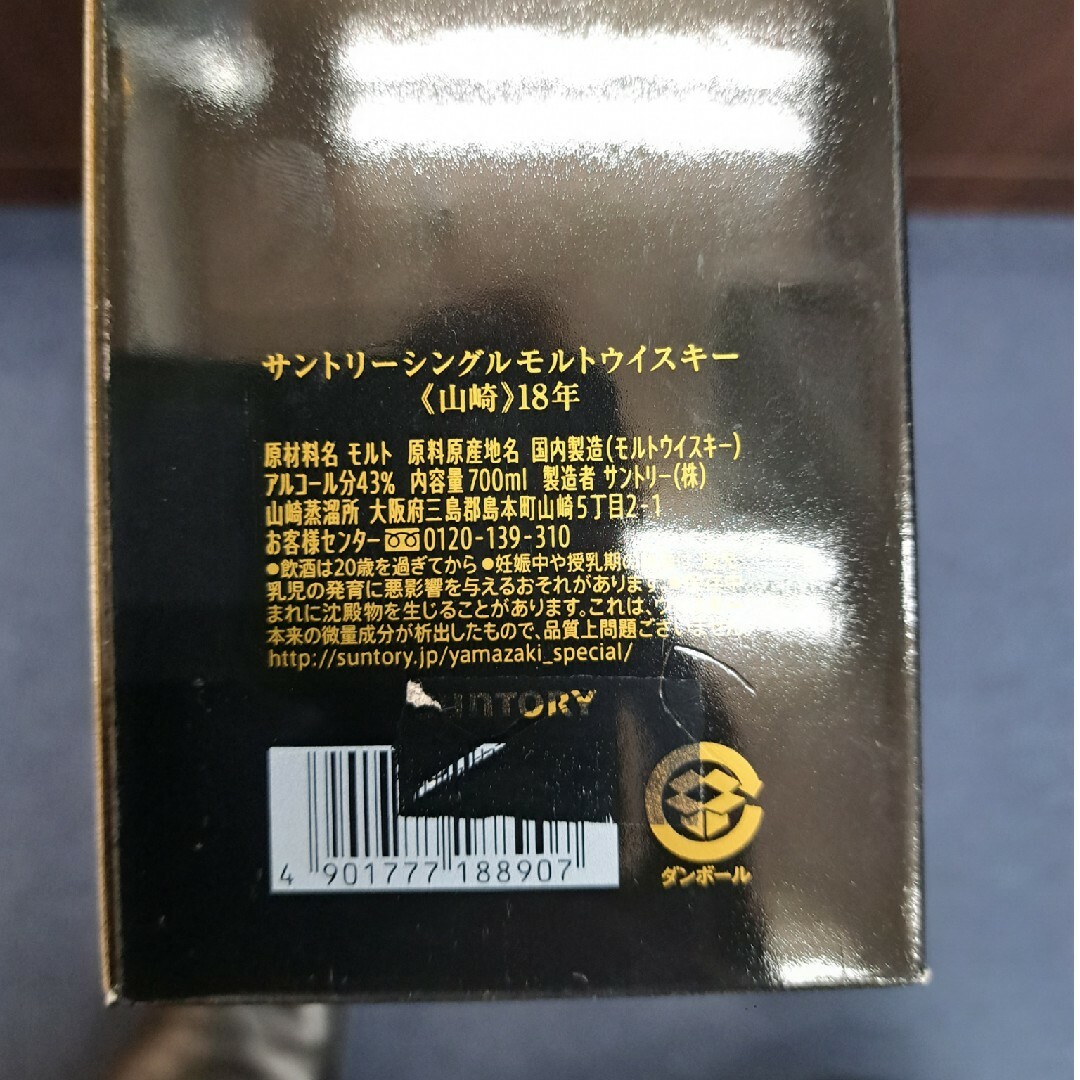 サントリーシングルモルトウイスキー
《山崎》18年
原材料名 モルト 原料原産地名 国内製造(モルトウイスキー)
アルコール分43% 内容量700ml 製造者 サントリー(株)
山崎蒸溜所 大阪府三島郡島本町山崎5丁目2-1
お客様センター 0120-139-310
●飲酒は20歳を過ぎてから ●妊娠中や授乳期の
乳児の発育に悪影響を与えるおそれがあります。
まれに沈殿物を生じることがあります。これは、
本来の微量成分が析出したもので、品質上問題ござ
http://suntory.jp/yamazaki_special/
SUNTORY
4 901777 188907
ダンボール